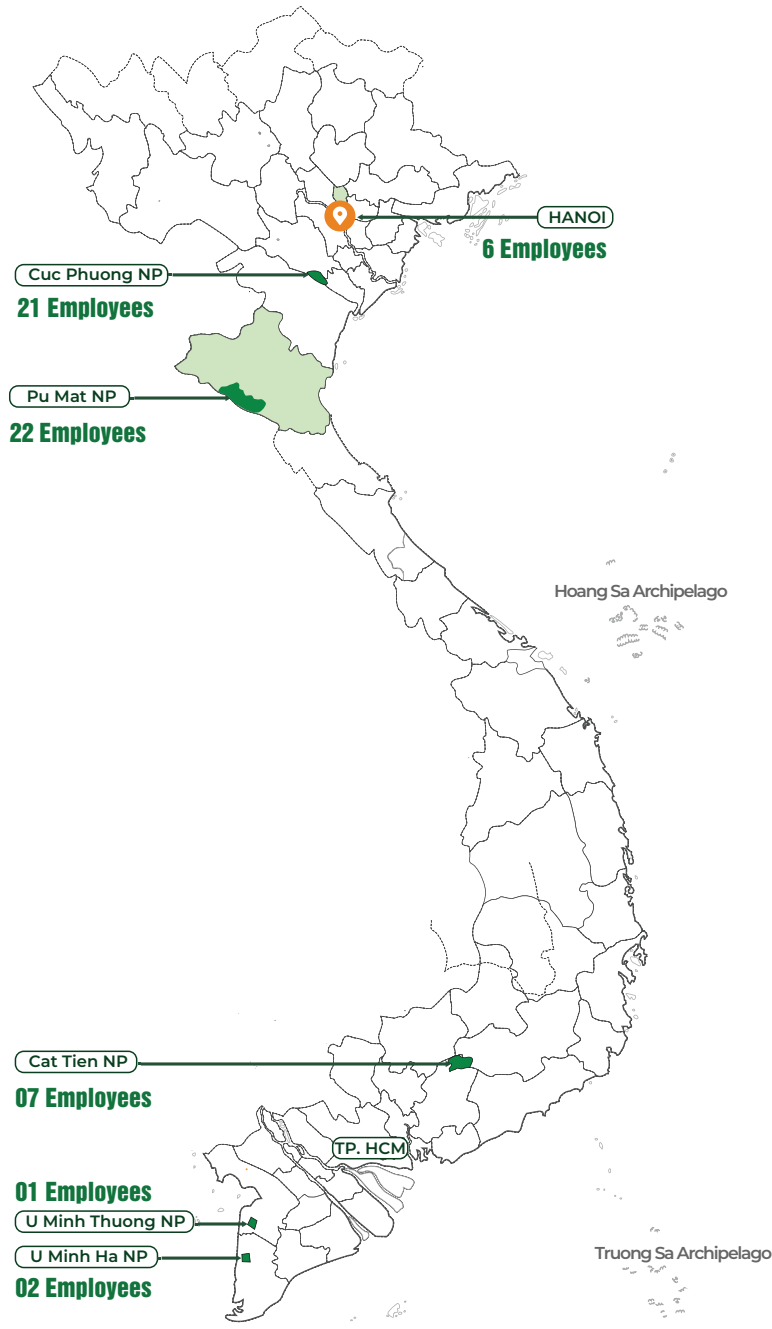 HANOI
6 Employees
Cuc Phuong NP
21 Employees
Pu Mat NP
22 Employees
Hoang Sa Archipelago
Cat Tien NP
07 Employees
TP. HCM
01 Employees
U Minh Thuong NP
U Minh Ha NP
Truong Sa Archipelago
02 Employees